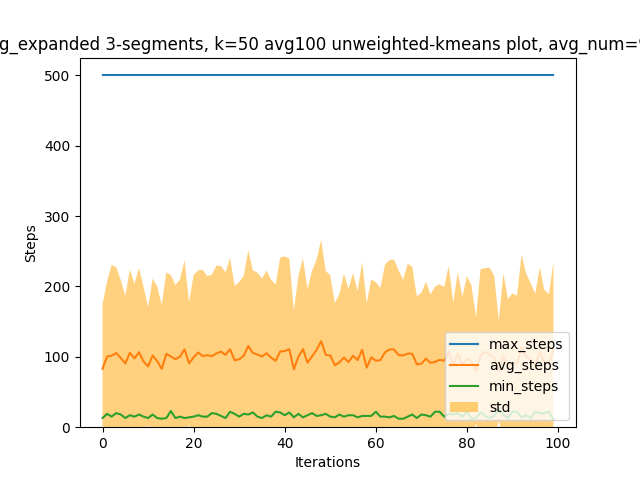 g_expanded 3-segments, k=50 avg100 unweighted-kmeans plot, avg_num=
500
400
300
200
100
0
Steps
0 20 40 60 80 100
Iterations
max_steps
avg_steps
min_steps
std